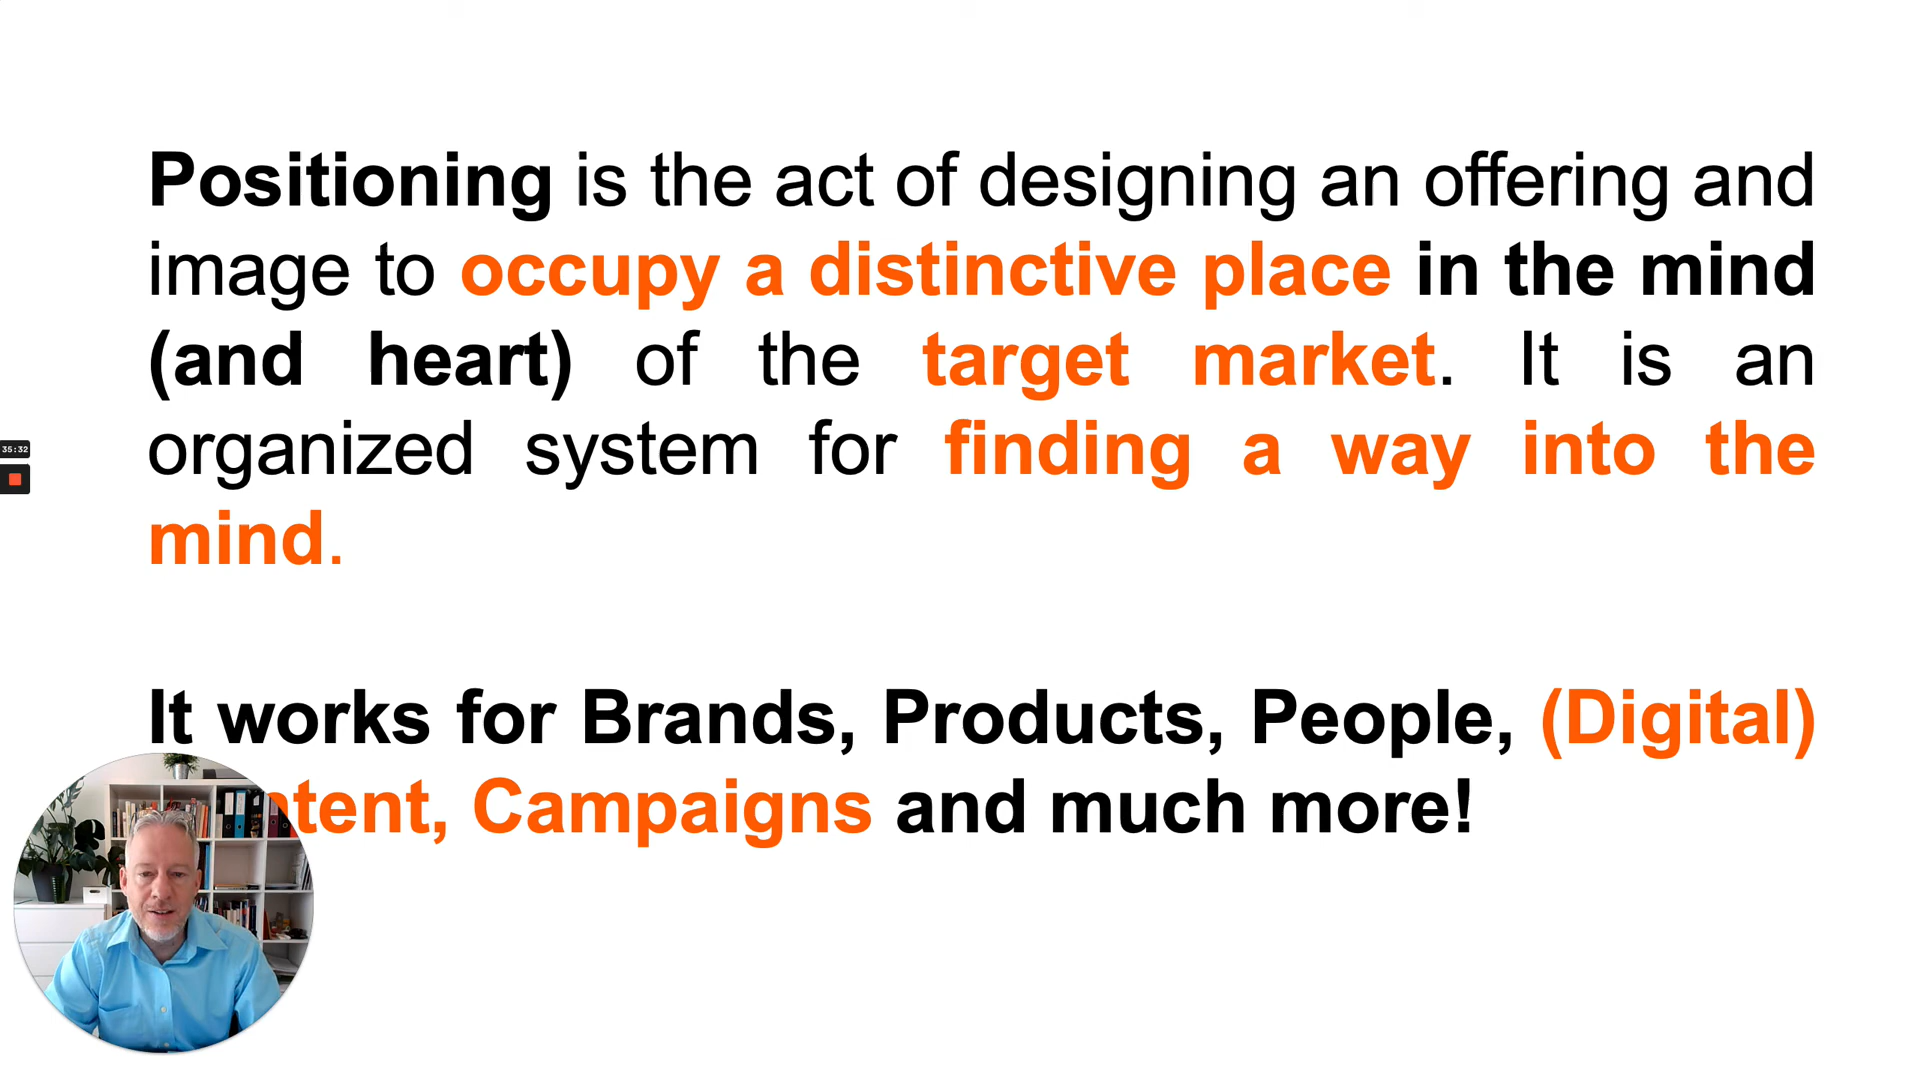 Positioning is the act of designing an offering and
image to occupy a distinctive place in the mind
(and heart) of the target market. It is an
organized system for finding a way into the
mind.
35:32
It works for Brands, Products, People, (Digital)
ntent, Campaigns and much more!